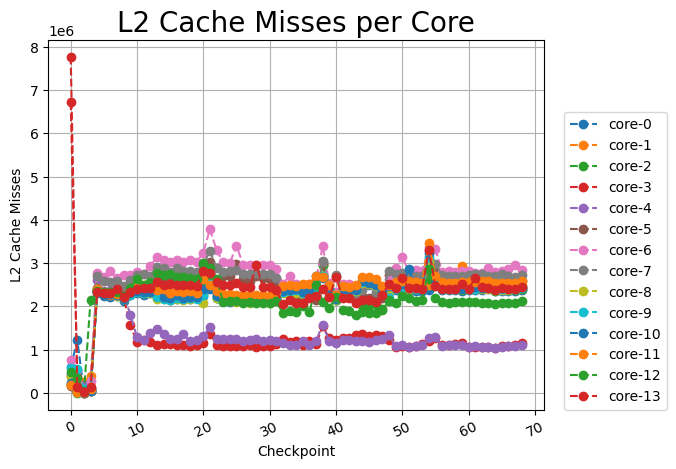 L2 Cache Misses per Core
1e6
8
7
6
5
4
3
2
1
0
L2 Cache Misses
0
10
20
30
40
50
60
70
Checkpoint
core-0
core-1
core-2
core-3
core-4
core-5
core-6
core-7
core-8
core-9
core-10
core-11
core-12
core-13